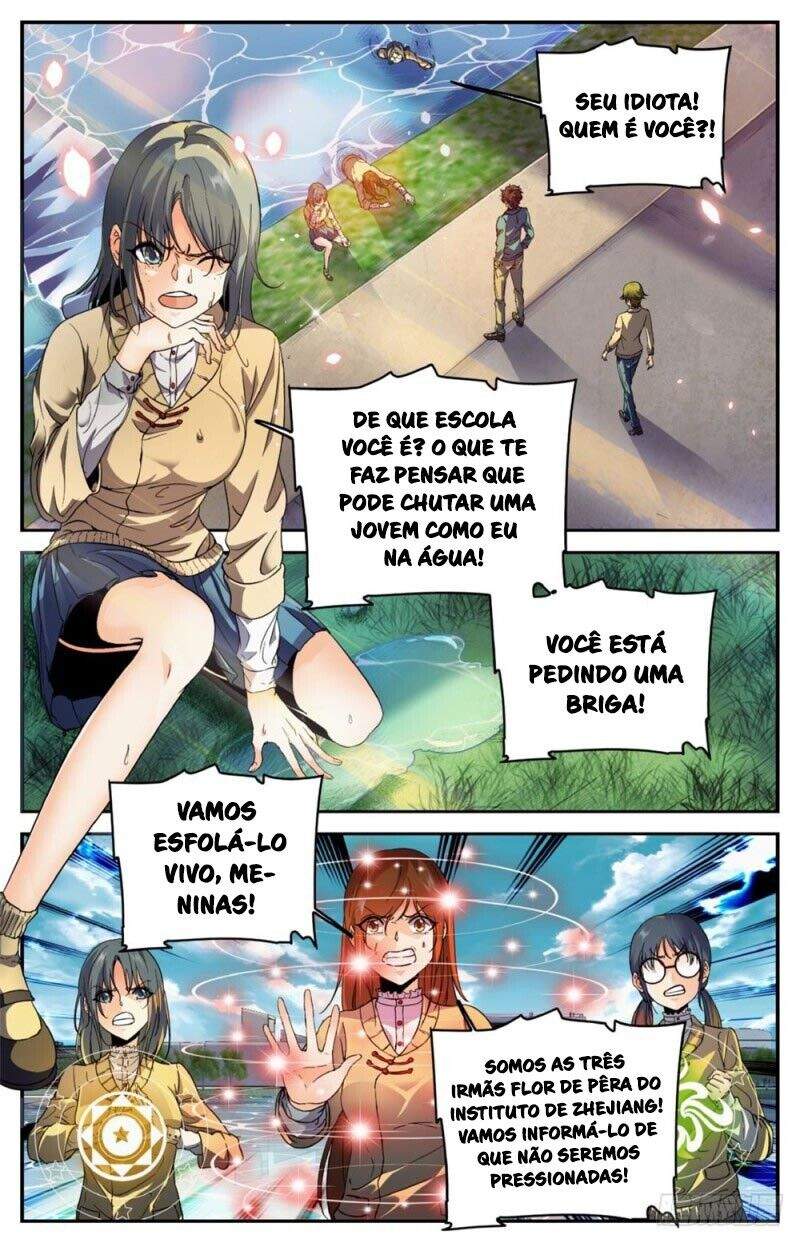 SEU IDIOTA!
QUEM É VOCÊ?!
DE QUE ESCOLA
VOCÊ É? O QUE TE
FAZ PENSAR QUE
PODE CHUTAR UMA
JOVEM COMO EU
NA ÁGUA!
VOCÊ ESTÁ
PEDINDO UMA
BRIGA!
VAMOS
ESFOLÁ-LO
VIVO, ME-
NINAS!
SOMOS AS TRÊS
IRMÃS FLOR DE PÊRA DO
INSTITUTO DE ZHEJIANG!
VAMOS INFORMÁ-LO DE
QUE NÃO SEREMOS
PRESSIONADAS!